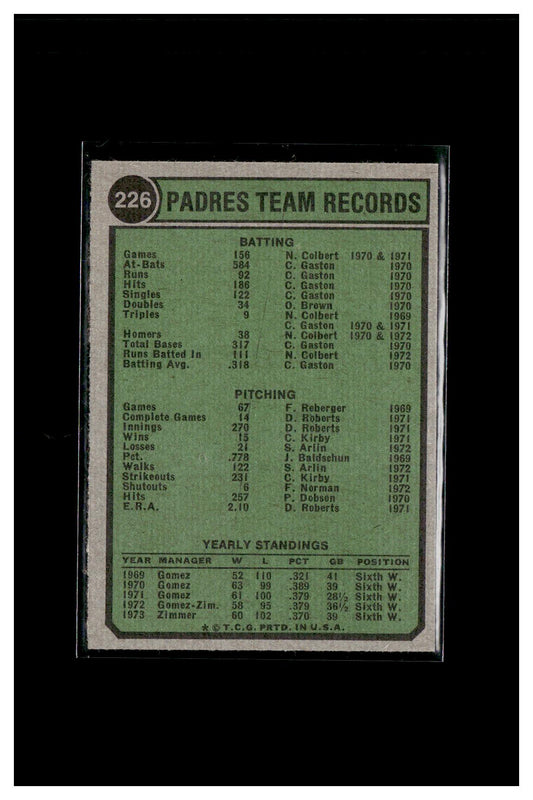 226 PADRES TEAM RECORDS
BATTING
Games 156 N. Colbert 1970 & 1971
At-Bats 584 C. Gaston 1970
Runs 92 C. Gaston 1970
Hits 186 C. Gaston 1970
Singles 122 C. Gaston 1970
Doubles 34 O. Brown 1970
Triples 9 N. Colbert 1969
C. Gaston 1970 & 1971
Homers 38 N. Colbert 1970 & 1972
Total Bases 317 C. Gaston 1970
Runs Batted In 111 N. Colbert 1972
Batting Avg. .318 C. Gaston 1970
PITCHING
Games 67 F. Reberger 1969
Complete Games 14 D. Roberts 1971
Innings 270 D. Roberts 1971
Wins 15 C. Kirby 1971
Losses 21 S. Arlin 1972
Pct. .778 J. Baldschun 1969
Walks 122 S. Arlin 1972
Strikeouts 231 C. Kirby 1971
Shutouts 6 F. Norman 1972
Hits 257 P. Dobson 1970
E.R.A. 2.10 D. Roberts 1971
YEARLY STANDINGS
YEAR MANAGER W L PCT GB POSITION
1969 Gomez 52 110 .321 41 Sixth W.
1970 Gomez 63 99 .389 39 Sixth W.
1971 Gomez 61 100 .379 28½ Sixth W.
1972 Gomez-Zim. 58 95 .379 36½ Sixth W.
1973 Zimmer 60 102 .370 39 Sixth W.
* © T.C.G. PRTD. IN U.S.A.